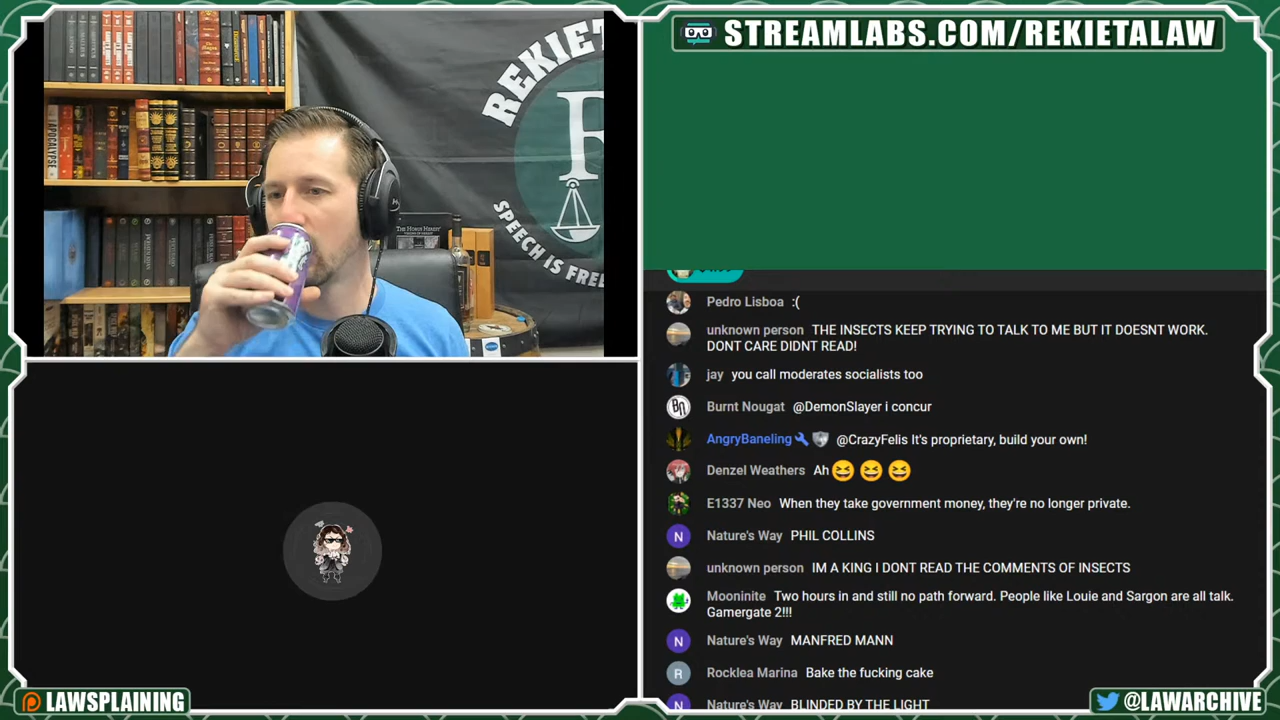 STREAMLABS.COM/REKIETALAW
REKIET
SPEECH IS FREE
APOCALYPSE
THE HORUS HERESY
Pedro Lisboa :(
unknown person THE INSECTS KEEP TRYING TO TALK TO ME BUT IT DOESNT WORK.
DONT CARE DIDNT READ!
jay you call moderates socialists too
Burnt Nougat @DemonSlayer i concur
AngryBaneling @CrazyFelis It's proprietary, build your own!
Denzel Weathers Ah😆 😆 😆
E1337 Neo When they take government money, they're no longer private.
N Nature's Way PHIL COLLINS
unknown person IM A KING I DONT READ THE COMMENTS OF INSECTS
Mooninite Two hours in and still no path forward. People like Louie and Sargon are all talk.
Gamergate 2!!!
N Nature's Way MANFRED MANN
R Rocklea Marina Bake the fucking cake
N Nature's Way BLINDED BY THE LIGHT
LAWSPLAINING
@LAWARCHIVE